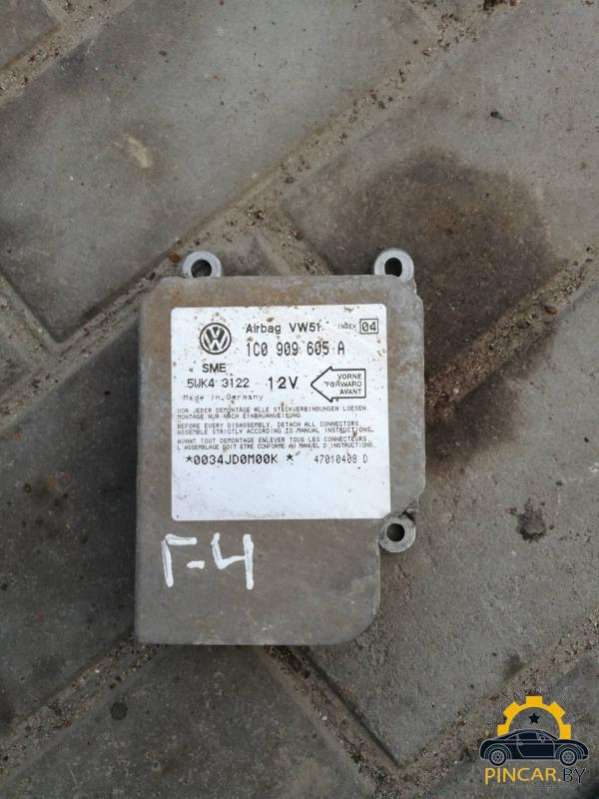 Airbag VW51 INDEX 04
1C0 909 605 A
SME
5WK4 3122 12V
VORNE
FORWARD
AVANT
Made in Germany
VOR JEDER DEMONTAGE ALLE STECKVERBINDUNGEN LOESEN.
MONTAGE NUR NACH EINBAUANWEISUNG
BEFORE EVERY DISASSEMBLY, DETACH ALL CONNECTORS.
ASSEMBLE STRICTLY ACCORDING IS MANUAL INSTRUCTIONS.
AVANT TOUT DEMONTAGE ENLEVER TOUS LES CONNECTEURS.
L'ASSEMBLAGE DOIT ETRE CONFORME AU MANUEL D'INSTRUCTIONS.
*0034JD0M00K * 47010408 D
Г-4
PINCAR.BY